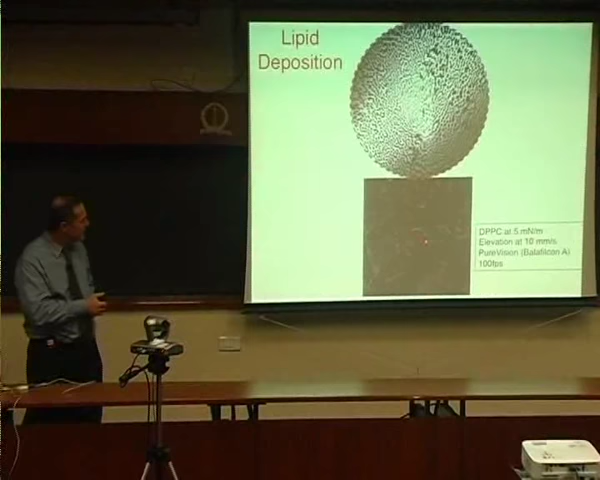 Lipid
Deposition
DPPC at 5 mN/m
Elevation at 10 mm/s
PureVision (Balafilcon A)
100fps